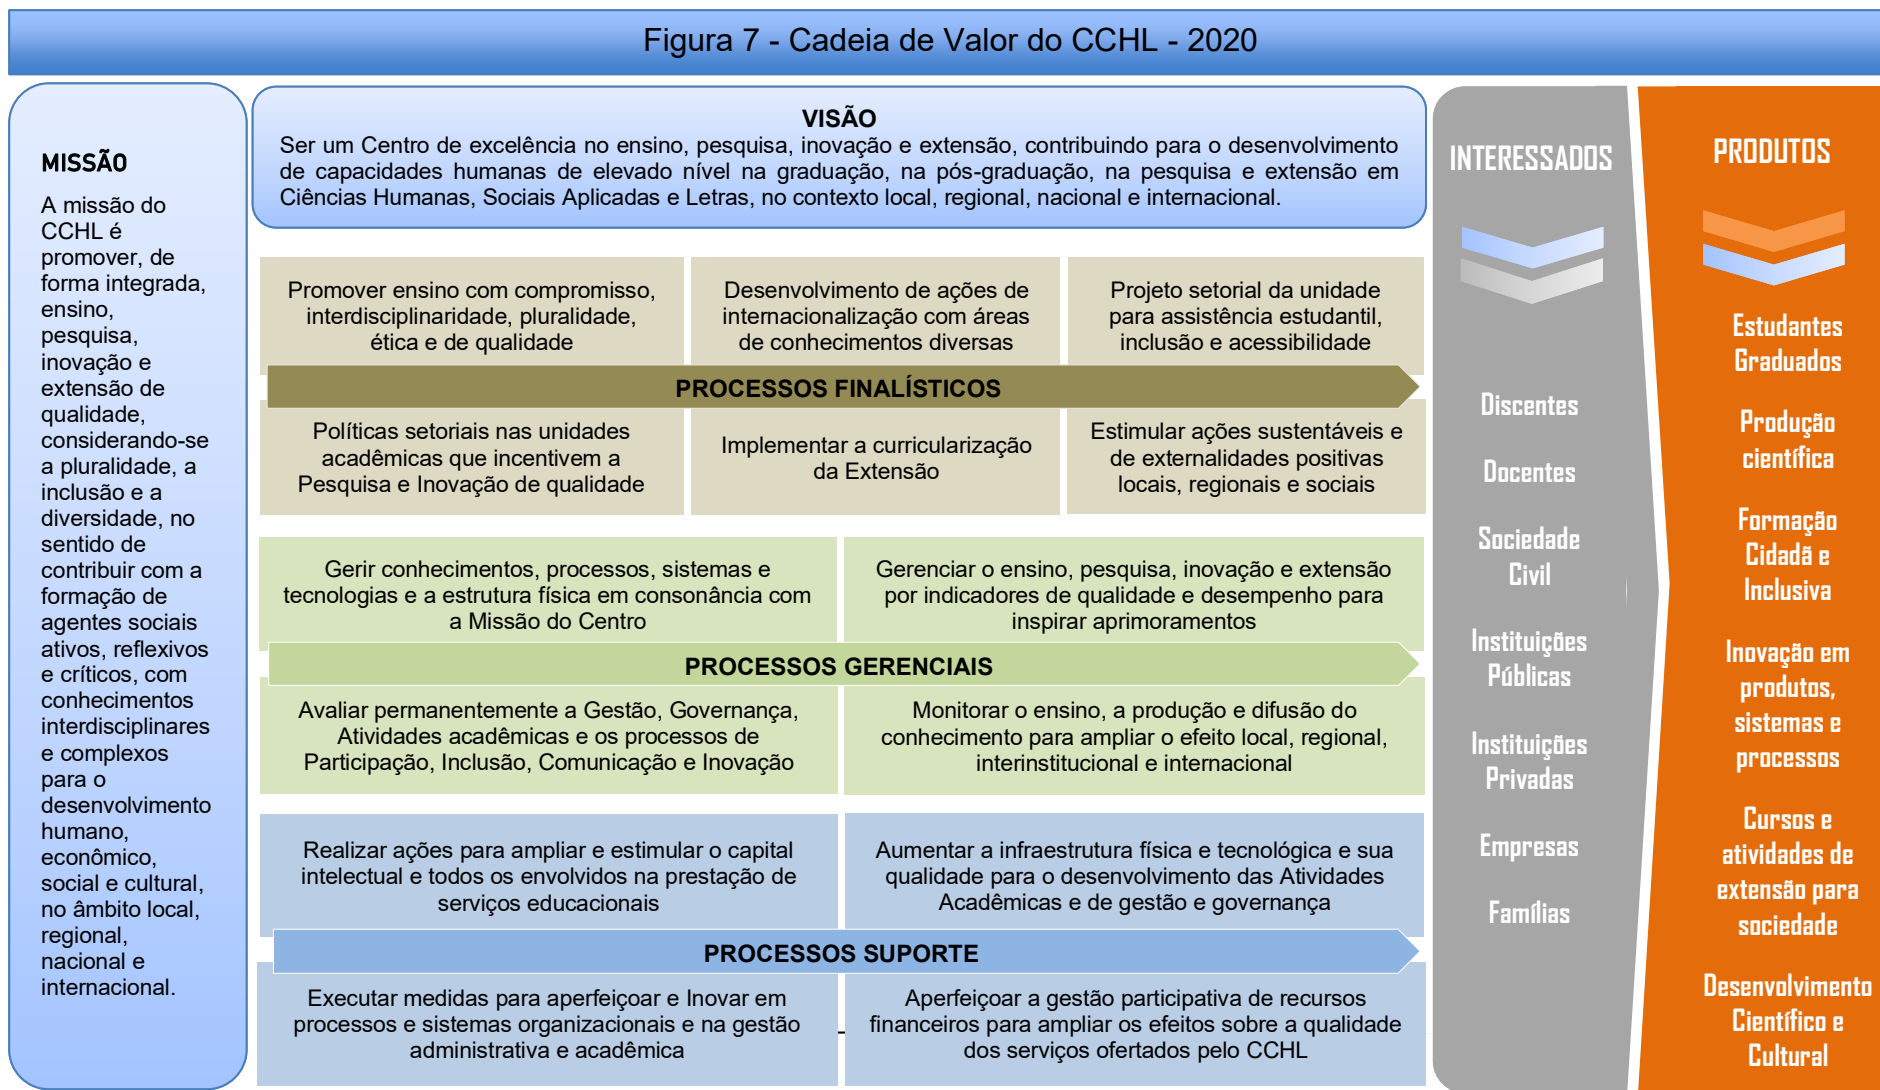 Figura 7 - Cadeia de Valor do CCHL - 2020
MISSÃO
A missão do
CCHL é
promover, de
forma integrada,
ensino,
pesquisa,
inovação e
extensão de
qualidade,
considerando-se
a pluralidade, a
inclusão e a
diversidade, no
sentido de
contribuir com a
formação de
agentes sociais
ativos, reflexivos
e críticos, com
conhecimentos
interdisciplinares
e complexos
para o
desenvolvimento
humano,
econômico,
social e cultural,
no âmbito local,
regional,
nacional e
internacional.
VISÃO
Ser um Centro de excelência no ensino, pesquisa, inovação e extensão, contribuindo para o desenvolvimento
de capacidades humanas de elevado nível na graduação, na pós-graduação, na pesquisa e extensão em
Ciências Humanas, Sociais Aplicadas e Letras, no contexto local, regional, nacional e internacional.
Promover ensino com compromisso,
interdisciplinaridade, pluralidade,
ética e de qualidade
Desenvolvimento de ações de
internacionalização com áreas
de conhecimentos diversas
Projeto setorial da unidade
para assistência estudantil,
inclusão e acessibilidade
PROCESSOS FINALÍSTICOS
Políticas setoriais nas unidades
acadêmicas que incentivem a
Pesquisa e Inovação de qualidade
Implementar a curricularização
da Extensão
Estimular ações sustentáveis e
de externalidades positivas
locais, regionais e sociais
Gerir conhecimentos, processos, sistemas e
tecnologias e a estrutura física em consonância com
a Missão do Centro
Gerenciar o ensino, pesquisa, inovação e extensão
por indicadores de qualidade e desempenho para
inspirar aprimoramentos
PROCESSOS GERENCIAIS
Avaliar permanentemente a Gestão, Governança,
Atividades acadêmicas e os processos de
Participação, Inclusão, Comunicação e Inovação
Monitorar o ensino, a produção e difusão do
conhecimento para ampliar o efeito local, regional,
interinstitucional e internacional
Realizar ações para ampliar e estimular o capital
intelectual e todos os envolvidos na prestação de
serviços educacionais
Aumentar a infraestrutura física e tecnológica e sua
qualidade para o desenvolvimento das Atividades
Acadêmicas e de gestão e governança
PROCESSOS SUPORTE
Executar medidas para aperfeiçoar e Inovar em
processos e sistemas organizacionais e na gestão
administrativa e acadêmica
Aperfeiçoar a gestão participativa de recursos
financeiros para ampliar os efeitos sobre a qualidade
dos serviços ofertados pelo CCHL
INTERESSADOS
Discentes
Docentes
Sociedade
Civil
Instituições
Públicas
Instituições
Privadas
Empresas
Famílias
PRODUTOS
Estudantes
Graduados
Produção
científica
Formação
Cidadã e
Inclusiva
Inovação em
produtos,
sistemas e
processos
Cursos e
atividades de
extensão para
sociedade
Desenvolvimento
Científico e
Cultural